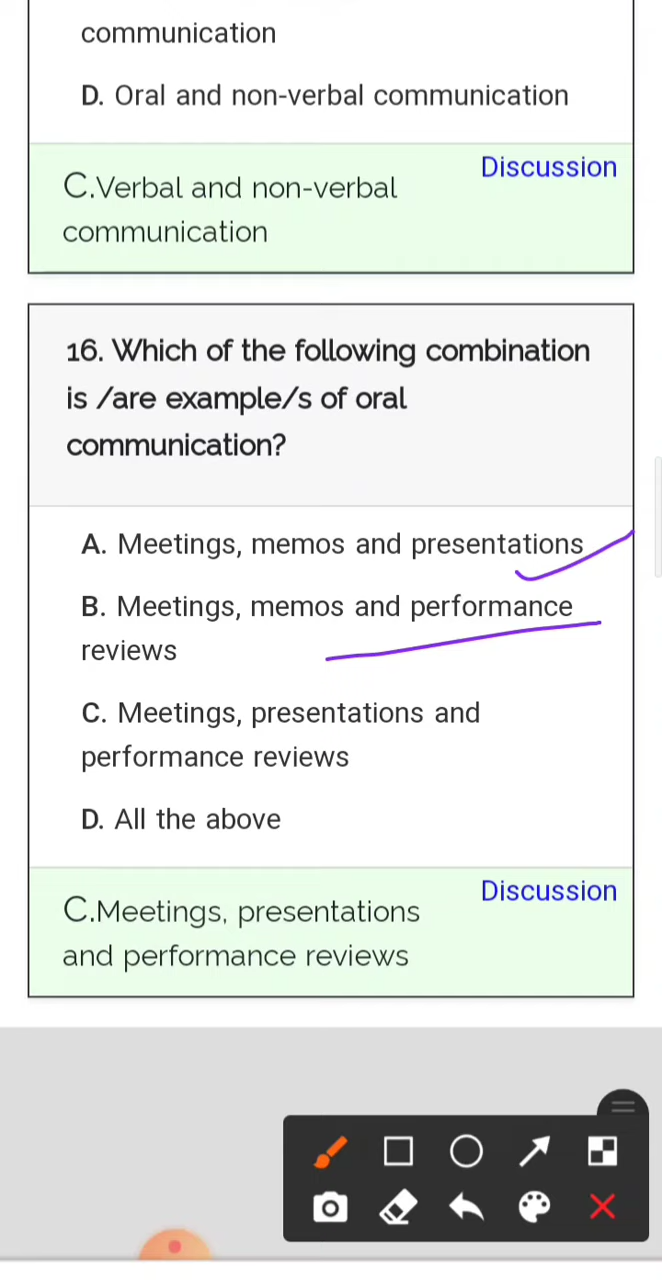 communication
D. Oral and non-verbal communication
Discussion
C.Verbal and non-verbal
communication
16. Which of the following combination
is /are example/s of oral
communication?
A. Meetings, memos and presentations
B. Meetings, memos and performance
reviews
C. Meetings, presentations and
performance reviews
D. All the above
Discussion
C.Meetings, presentations
and performance reviews